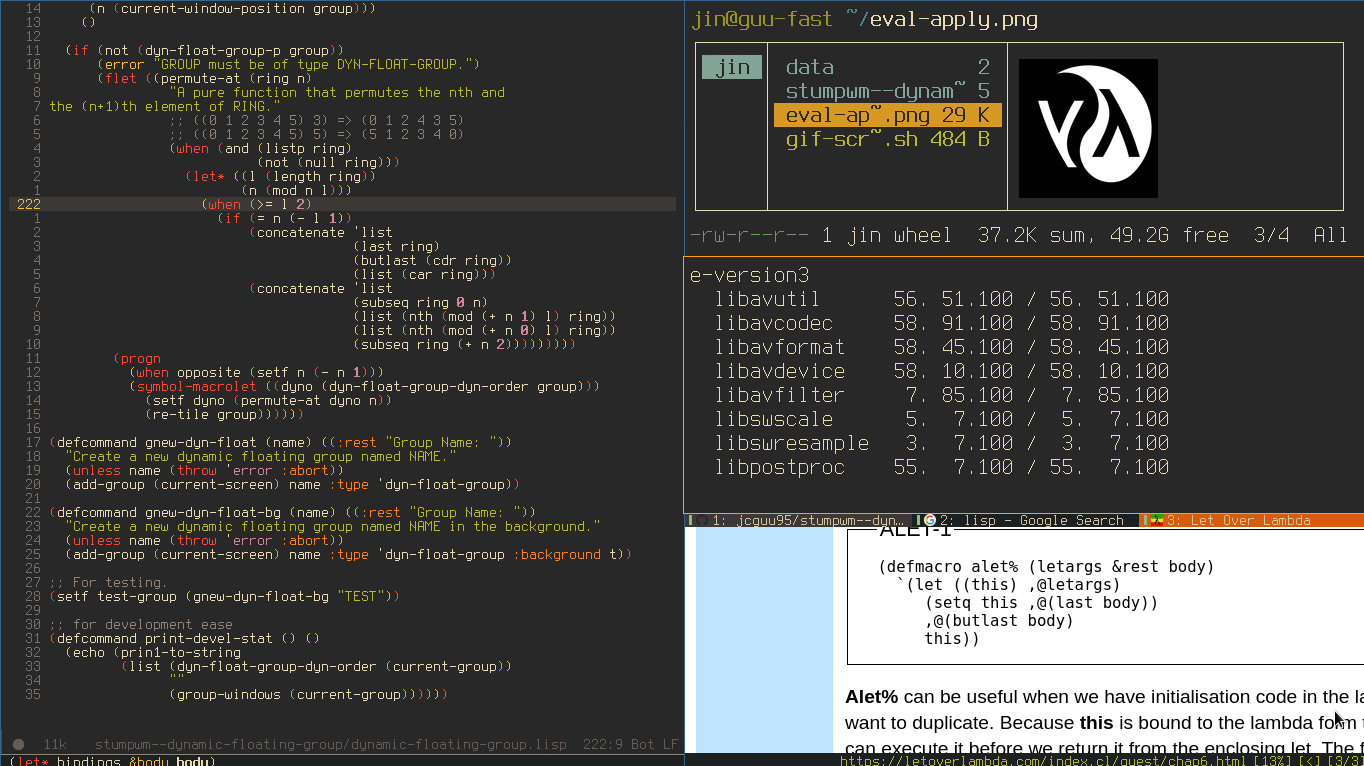 14       (n (current-window-position group)))
13      ()
12
11    (if (not (dyn-float-group-p group))
10        (error "GROUP must be of type DYN-FLOAT-GROUP.")
9        (flet ((permute-at (ring n)
8                 "A pure function that permutes the nth and
7  the (n+1)th element of RING."
6                 ;; ((0 1 2 3 4 5) 3) => (0 1 2 4 3 5)
5                 ;; ((0 1 2 3 4 5) 5) => (5 1 2 3 4 0)
4                 (when (and (listp ring)
3                            (not (null ring)))
2                   (let* ((l (length ring))
1                          (n (mod n l)))
222                   (when (>= l 2)
1                       (if (= n (- l 1))
2                           (concatenate 'list
3                                        (last ring)
4                                        (butlast (cdr ring))
5                                        (list (car ring)))
6                           (concatenate 'list
7                                        (subseq ring 0 n)
8                                        (list (nth (mod (+ n 1) l) ring))
9                                        (list (nth (mod (+ n 0) l) ring))
10                                        (subseq ring (+ n 2)))))))))
11          (progn
12            (when opposite (setf n (- n 1)))
13            (symbol-macrolet ((dyno (dyn-float-group-dyn-order group)))
14              (setf dyno (permute-at dyno n))
15              (re-tile group))))))
16
17  (defcommand gnew-dyn-float (name) ((:rest "Group Name: "))
18    "Create a new dynamic floating group named NAME."
19    (unless name (throw 'error :abort))
20    (add-group (current-screen) name :type 'dyn-float-group))
21
22  (defcommand gnew-dyn-float-bg (name) ((:rest "Group Name: "))
23    "Create a new dynamic floating group named NAME in the background."
24    (unless name (throw 'error :abort))
25    (add-group (current-screen) name :type 'dyn-float-group :background t))
26
27  ;; For testing.
28  (setf test-group (gnew-dyn-float-bg "TEST"))
29
30  ;; for development ease
31  (defcommand print-devel-stat () ()
32    (echo (prin1-to-string
33           (list (dyn-float-group-dyn-order (current-group))
34                 ""
35                 (group-windows (current-group))))))
11k  stumpwm--dynamic-floating-group/dynamic-floating-group.lisp  222:9 Bot LF
(let* bindings &body body)
jin@guu-fast ~/eval-apply.png
jin
data 2
stumpwm--dynam~ 5
eval-ap~.png 29 K
gif-scr~.sh 484 B
-rw-r--r-- 1 jin wheel  37.2K sum, 49.2G free  3/4  All
e-version3
libavutil      56. 51.100 / 56. 51.100
libavcodec     58. 91.100 / 58. 91.100
libavformat    58. 45.100 / 58. 45.100
libavdevice    58. 10.100 / 58. 10.100
libavfilter     7. 85.100 /  7. 85.100
libswscale      5.  7.100 /  5.  7.100
libswresample   3.  7.100 /  3.  7.100
libpostproc    55.  7.100 / 55.  7.100
1: jcguu95/stumpwm--dyn… 2: lisp - Google Search 3: Let Over Lambda
ALET-1
(defmacro alet% (letargs &rest body)
  `(let ((this) ,@letargs)
     (setq this ,@(last body))
     ,@(butlast body)
     this))
Alet% can be useful when we have initialisation code in the la
want to duplicate. Because this is bound to the lambda form
can execute it before we return it from the enclosing let. The f
https://letoverlambda.com/index.cl/guest/chap6.html [13%] [<] [3/3